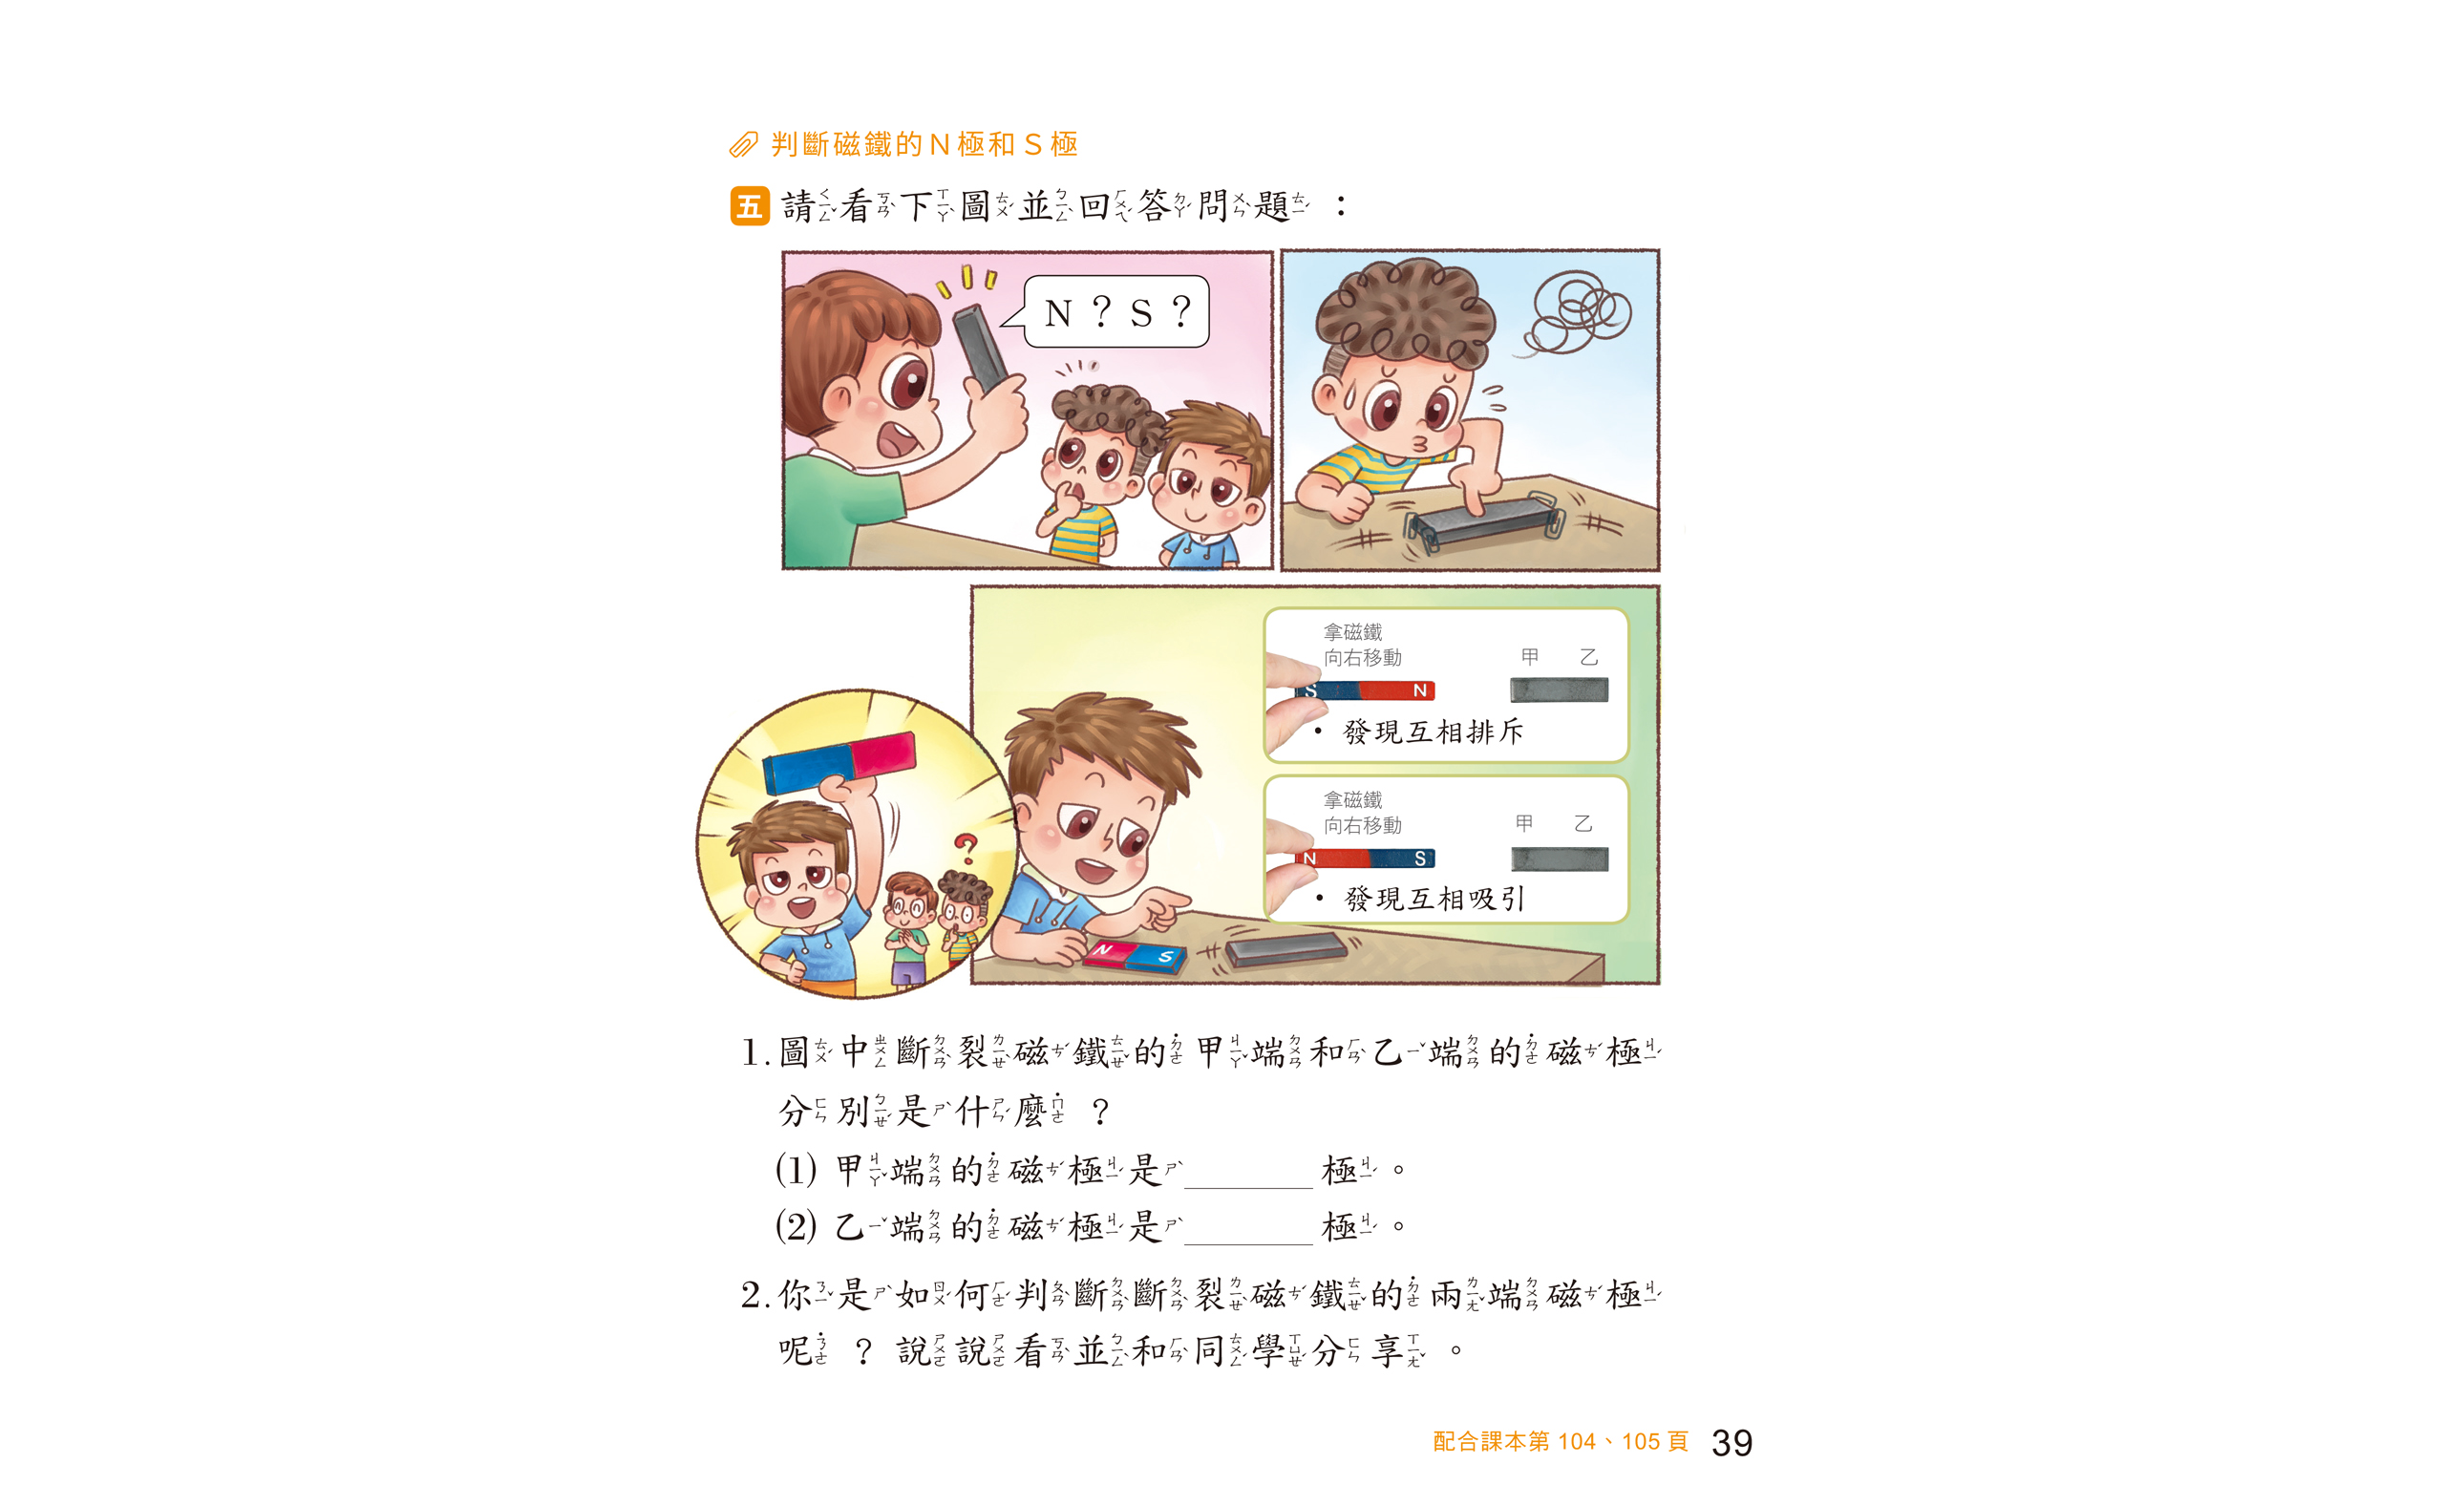 判斷磁鐵的N極和S極
五 請看下圖並回答問題：
N？S？
拿磁鐵
向右移動
甲 乙
S N
• 發現互相排斥
拿磁鐵
向右移動
甲 乙
N S
• 發現互相吸引
N S
1. 圖中斷裂磁鐵的甲端和乙端的磁極
分別是什麼？
(1) 甲端的磁極是______極。
(2) 乙端的磁極是______極。
2. 你是如何判斷斷裂磁鐵的兩端磁極
呢？說說看並和同學分享。
配合課本第 104、105 頁 39